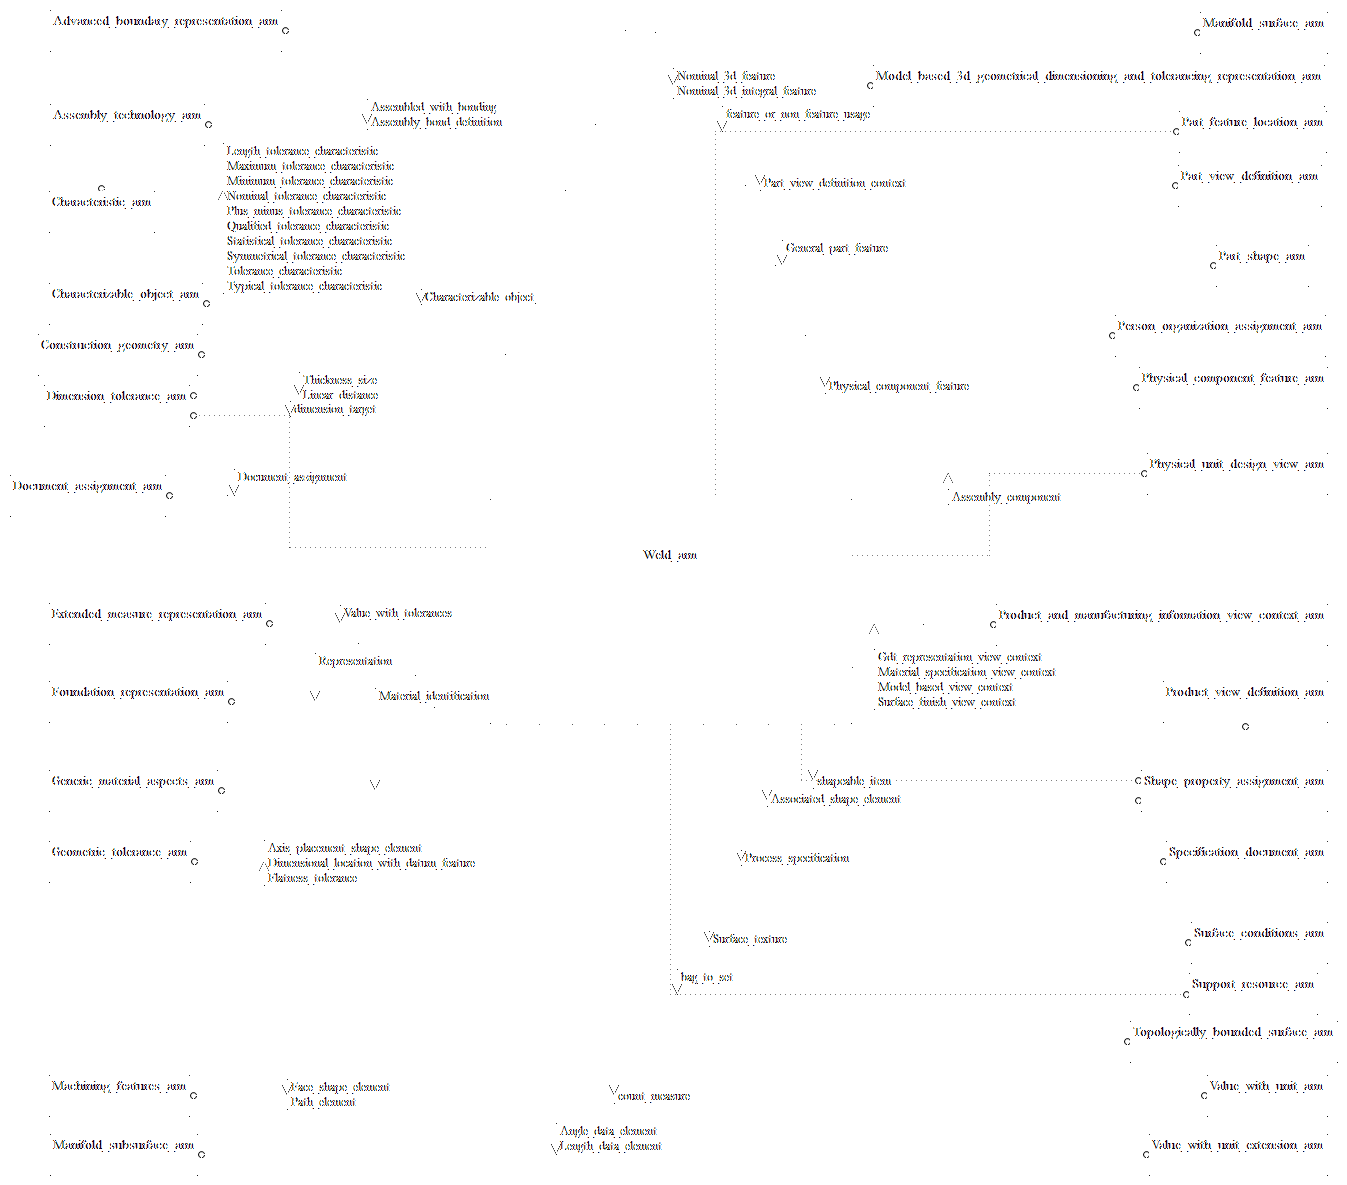 Advanced_boundary_representation_arm
Manifold_surface_arm
Nominal_3d_feature
Nominal_3d_integral_feature
Model_based_3d_geometrical_dimensioning_and_tolerancing_representation_arm
Assembly_technology_arm
Assembled_with_bonding
Assembly_bond_definition
feature_or_non_feature_usage
Part_feature_location_arm
Length_tolerance_characteristic
Maximum_tolerance_characteristic
Minimum_tolerance_characteristic
Nominal_tolerance_characteristic
Plus_minus_tolerance_characteristic
Qualified_tolerance_characteristic
Statistical_tolerance_characteristic
Symmetrical_tolerance_characteristic
Tolerance_characteristic
Typical_tolerance_characteristic
Characteristic_arm
Part_view_definition_context
Part_view_definition_arm
General_part_feature
Part_shape_arm
Characterizable_object_arm
Characterizable_object
Person_organization_assignment_arm
Construction_geometry_arm
Thickness_size
Linear_distance
dimension_target
Dimension_tolerance_arm
Physical_component_feature
Physical_component_feature_arm
Document_assignment_arm
Document_assignment
Physical_unit_design_view_arm
Assembly_component
Weld_arm
Extended_measure_representation_arm
Value_with_tolerances
Product_and_manufacturing_information_view_context_arm
Representation
Gdt_representation_view_context
Material_specification_view_context
Model_based_view_context
Surface_finish_view_context
Foundation_representation_arm
Material_identification
Product_view_definition_arm
Generic_material_aspects_arm
shapeable_item
Shape_property_assignment_arm
Associated_shape_element
Geometric_tolerance_arm
Axis_placement_shape_element
Dimensional_location_with_datum_feature
Flatness_tolerance
Process_specification
Specification_document_arm
Surface_texture
Surface_conditions_arm
bag_to_set
Support_resource_arm
Topologically_bounded_surface_arm
Machining_features_arm
Face_shape_element
Path_element
count_measure
Value_with_unit_arm
Manifold_subsurface_arm
Angle_data_element
Length_data_element
Value_with_unit_extension_arm